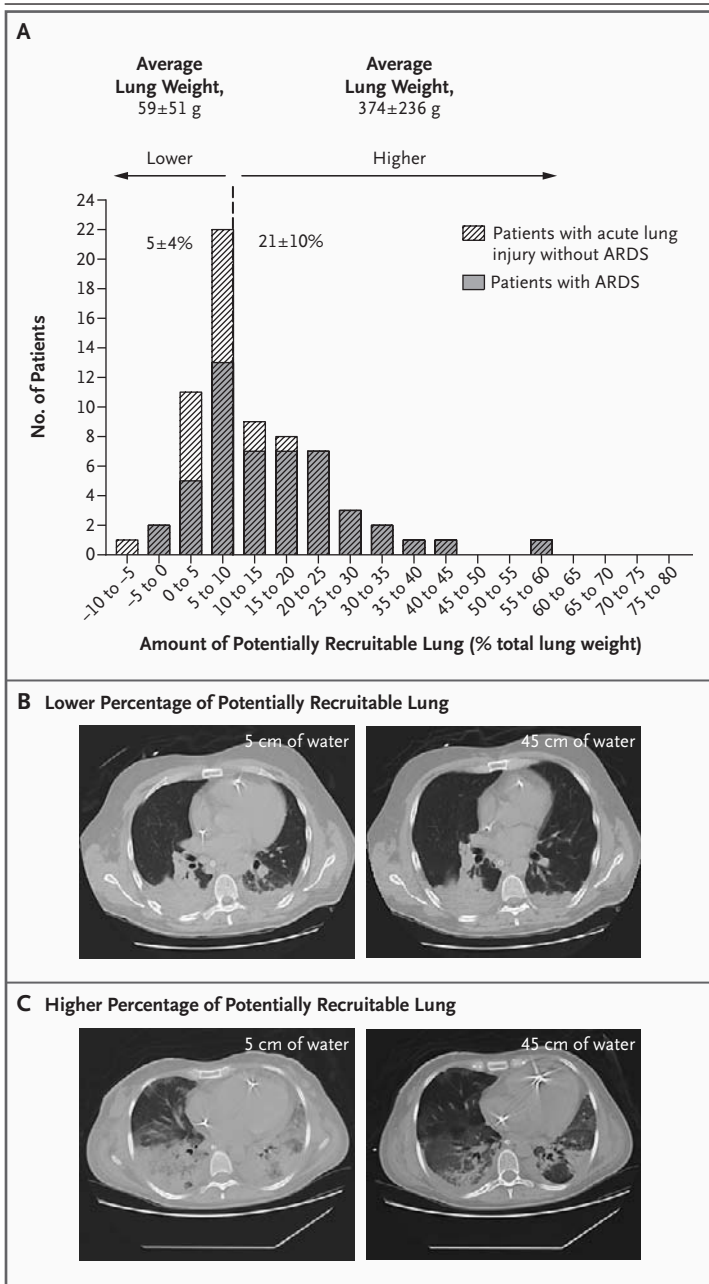 A
Average
Lung Weight,
59±51 g
Average
Lung Weight,
374±236 g
Lower
Higher
24
22
20
18
16
14
12
10
8
6
4
2
0
No. of Patients
5±4%
21±10%
Patients with acute lung
injury without ARDS
Patients with ARDS
–10 to –5
–5 to 0
0 to 5
5 to 10
10 to 15
15 to 20
20 to 25
25 to 30
30 to 35
35 to 40
40 to 45
45 to 50
50 to 55
55 to 60
60 to 65
65 to 70
70 to 75
75 to 80
Amount of Potentially Recruitable Lung (% total lung weight)
B Lower Percentage of Potentially Recruitable Lung
5 cm of water
45 cm of water
C Higher Percentage of Potentially Recruitable Lung
5 cm of water
45 cm of water